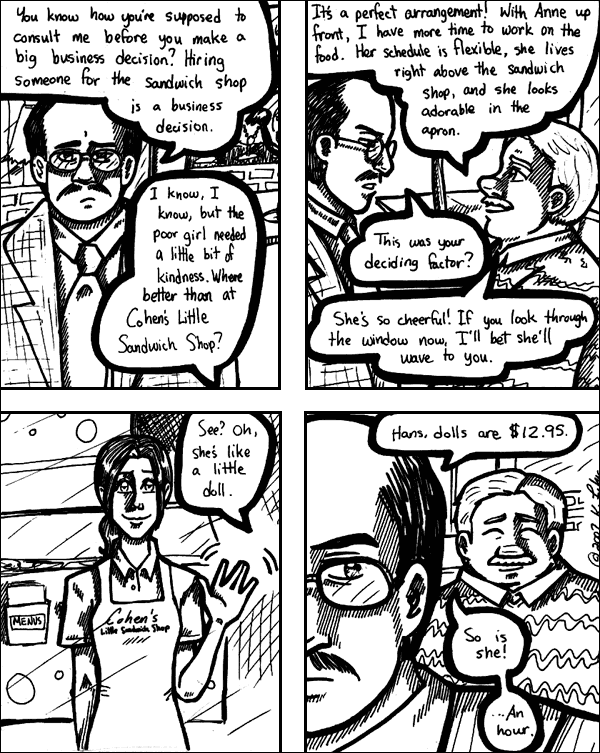 You know how you're supposed to
consult me before you make a
big business decision? Hiring
someone for the sandwich shop
is a business
decision.
I know, I
know, but the
poor girl needed
a little bit of
kindness. Where
better than at
Cohen's Little
Sandwich Shop?
It's a perfect arrangement! With Anne up
front, I have more time to work on the
food. Her schedule is flexible, she lives
right above the sandwich
shop, and she looks
adorable in the
apron.
This was your
deciding factor?
She's so cheerful! If you look through
the window now, I'll bet she'll
wave to you.
See? Oh,
she's like
a little
doll.
MENUS
Cohen's
Little Sandwich Shop
Hans, dolls are $12.95.
So is
she!
...An
hour.